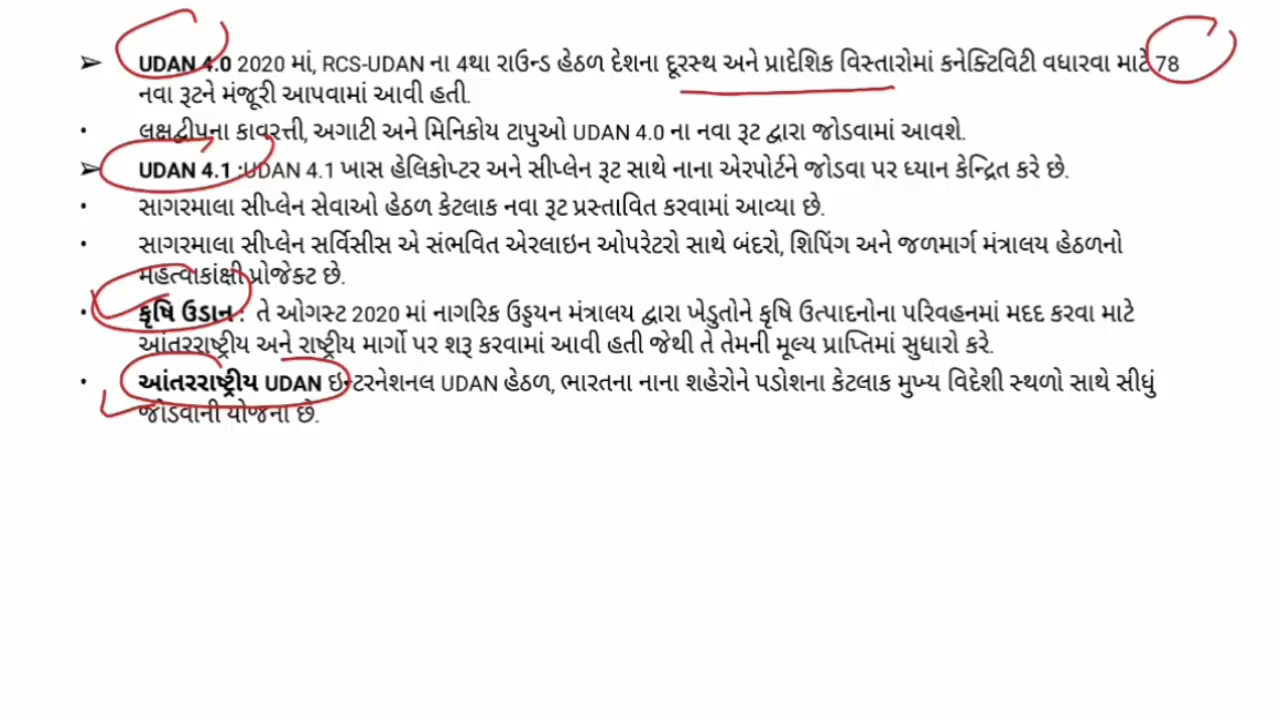 ➢ UDAN 4.0 2020 માં, RCS-UDAN ના 4થા રાઉન્ડ હેઠળ દેશના દૂરસ્થ અને પ્રાદેશિક વિસ્તારોમાં કનેક્ટિવિટી વધારવા માટે 78
નવા રૂટને મંજૂરી આપવામાં આવી હતી.
• લક્ષદ્વીપના કાવરત્તી, અગાટી અને મિનિકોય ટાપુઓ UDAN 4.0 ના નવા રૂટ દ્વારા જોડવામાં આવશે.
➢ UDAN 4.1 :UDAN 4.1 ખાસ હેલિકોપ્ટર અને સીપ્લેન રૂટ સાથે નાના એરપોર્ટને જોડવા પર ધ્યાન કેન્દ્રિત કરે છે.
• સાગરમાલા સીપ્લેન સેવાઓ હેઠળ કેટલાક નવા રૂટ પ્રસ્તાવિત કરવામાં આવ્યા છે.
• સાગરમાલા સીપ્લેન સર્વિસીસ એ સંભવિત એરલાઇન ઓપરેટરો સાથે બંદરો, શિપિંગ અને જળમાર્ગ મંત્રાલય હેઠળનો
મહત્વાકાંક્ષી પ્રોજેક્ટ છે.
• કૃષિ ઉડાન : તે ઓગસ્ટ 2020 માં નાગરિક ઉડ્ડયન મંત્રાલય દ્વારા ખેડુતોને કૃષિ ઉત્પાદનોના પરિવહનમાં મદદ કરવા માટે
આંતરરાષ્ટ્રીય અને રાષ્ટ્રીય માર્ગો પર શરૂ કરવામાં આવી હતી જેથી તે તેમની મૂલ્ય પ્રાપ્તિમાં સુધારો કરે.
• આંતરરાષ્ટ્રીય UDAN ઇન્ટરનેશનલ UDAN હેઠળ, ભારતના નાના શહેરોને પડોશના કેટલાક મુખ્ય વિદેશી સ્થળો સાથે સીધું
જોડવાની યોજના છે.